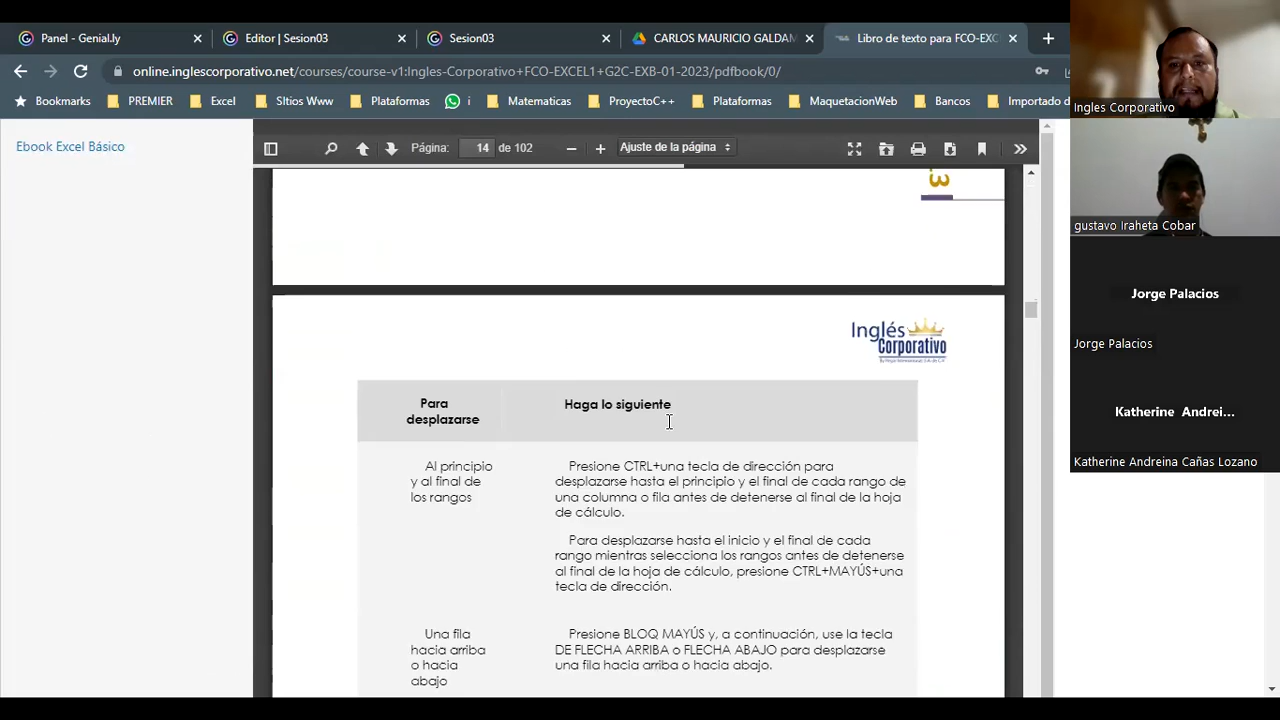 Panel - Genial.ly
Editor | Sesion03
Sesion03
CARLOS MAURICIO GALDAM
Libro de texto para FCO-EXC
online.inglescorporativo.net/courses/course-v1:Ingles-Corporativo+FCO-EXCEL1+G2C-EXB-01-2023/pdfbook/0/
Bookmarks
PREMIER
Excel
SItios Www
Plataformas
i
Matematicas
ProyectoC++
Plataformas
MaquetacionWeb
Bancos
Importado d
Ebook Excel Básico
Página: 14 de 102
Ajuste de la página
3
Inglés
Corporativo
Para
desplazarse
Haga lo siguiente
Al principio
y al final de
los rangos
Presione CTRL+una tecla de dirección para
desplazarse hasta el principio y el final de cada rango de
una columna o fila antes de detenerse al final de la hoja
de cálculo.
Para desplazarse hasta el inicio y el final de cada
rango mientras selecciona los rangos antes de detenerse
al final de la hoja de cálculo, presione CTRL+MAYÚS+una
tecla de dirección.
Una fila
hacia arriba
o hacia
abajo
Presione BLOQ MAYÚS y, a continuación, use la tecla
DE FLECHA ARRIBA o FLECHA ABAJO para desplazarse
una fila hacia arriba o hacia abajo.
Ingles Corporativo
gustavo Iraheta Cobar
Jorge Palacios
Jorge Palacios
Katherine Andrei...
Katherine Andreina Cañas Lozano